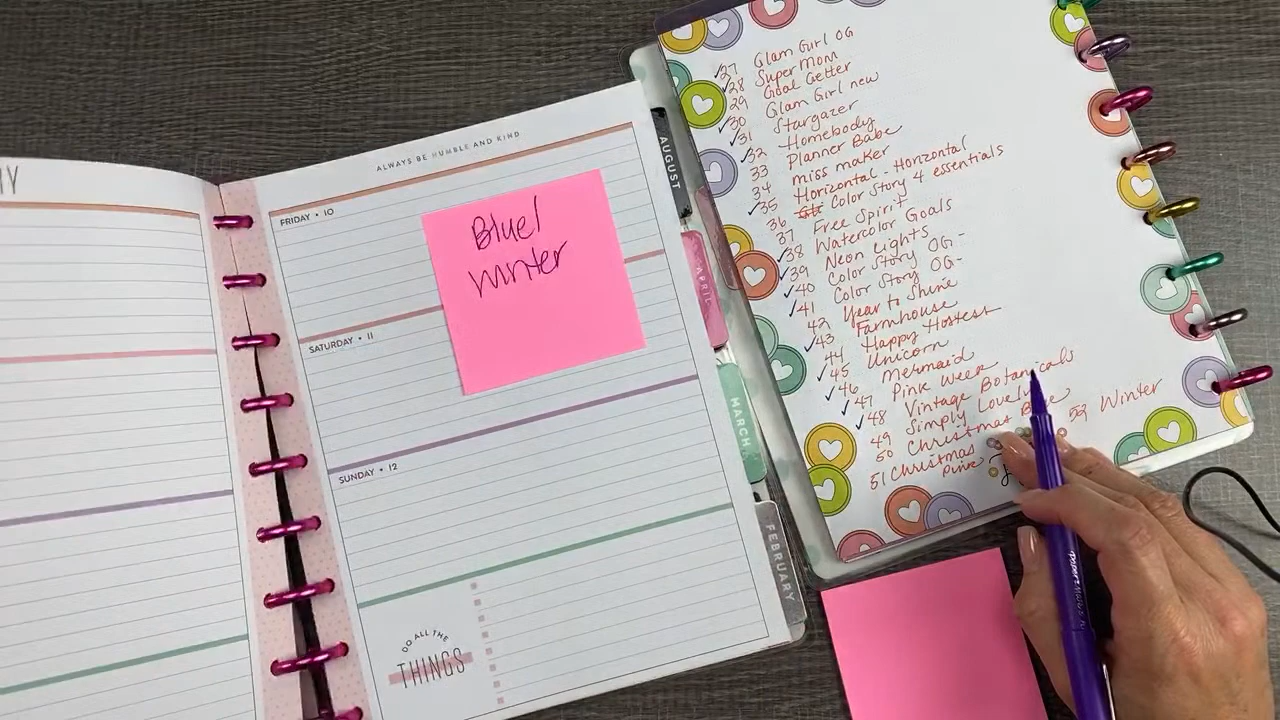 ALWAYS BE HUMBLE AND KIND
FRIDAY • 10
SATURDAY • 11
SUNDAY • 12
DO ALL THE
THINGS
Blue!
Winter
AUGUST
APRIL
MARCH
FEBRUARY
27 Glam Girl OG
28 Super Mom
29 Goal Getter
30 Glam Girl new
31 Stargazer
32 Homebody
33 Planner Babe
34 miss maker
35 Horizontal - Horizontal
36 Color Story 4 essentials
37 Free Spirit
38 Watercolor Goals
39 Neon Lights
40 Color Story OG-
41 Color Story OG-
42 Year to Shine
43 Farmhouse
44 Happy Hostess
45 Unicorn
46 Mermaid
47 Pink Week
48 Vintage Botanicals
49 Simply Lovely
50 Christmas Blue
51 Christmas Pink
52 Winter